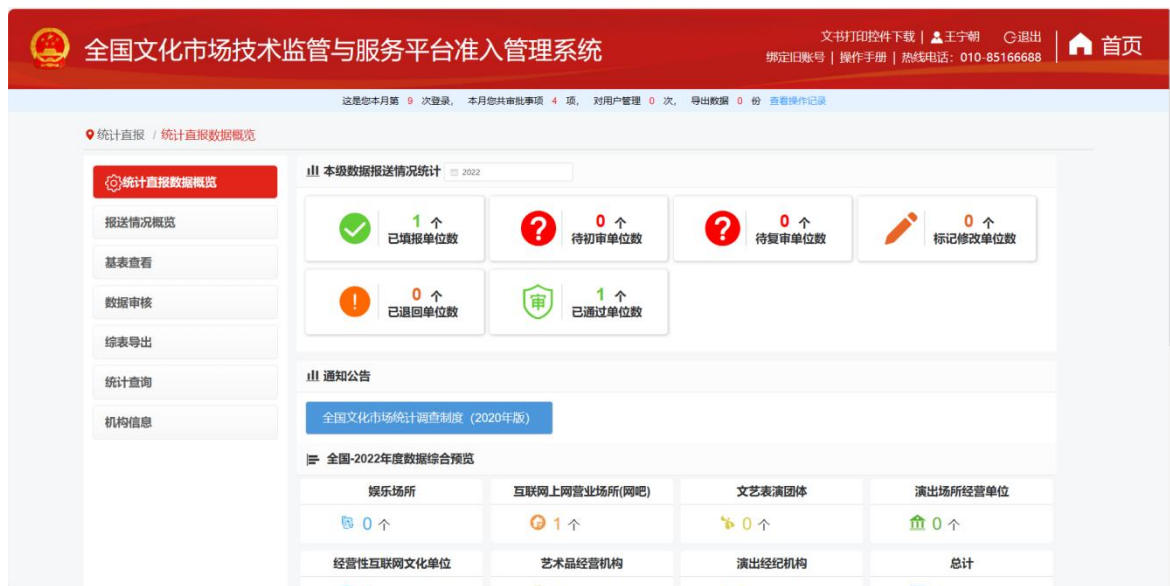 全国文化市场技术监管与服务平台准入管理系统
文书打印控件下载 | 王宁朝 退出
绑定旧账号 | 操作手册 | 热线电话：010-85166688
首页
这是您本月第 9 次登录， 本月您共审批事项 4 项， 对用户管理 0 次， 导出数据 0 份 查看操作记录
统计直报 / 统计直报数据概览
统计直报数据概览
报送情况概览
基表查看
数据审核
综表导出
统计查询
机构信息
本级数据报送情况统计 2022
1 个
已填报单位数
0 个
待初审单位数
0 个
待复审单位数
0 个
标记修改单位数
0 个
已退回单位数
审
1 个
已通过单位数
通知公告
全国文化市场统计调查制度（2020年版）
全国-2022年度数据综合预览
娱乐场所 互联网上网营业场所(网吧) 文艺表演团体 演出场所经营单位
0 个 1 个 0 个 0 个
经营性互联网文化单位 艺术品经营机构 演出经纪机构 总计